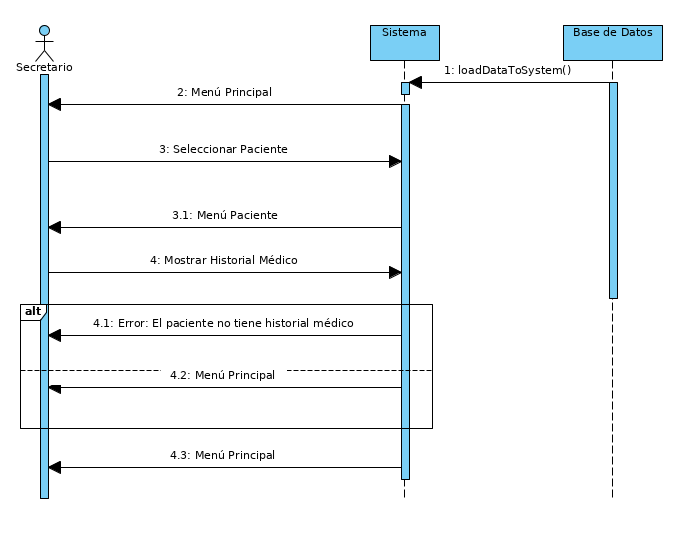 Sistema
Base de Datos
Secretario
1: loadDataToSystem()
2: Menú Principal
3: Seleccionar Paciente
3.1: Menú Paciente
4: Mostrar Historial Médico
alt
4.1: Error: El paciente no tiene historial médico
4.2: Menú Principal
4.3: Menú Principal